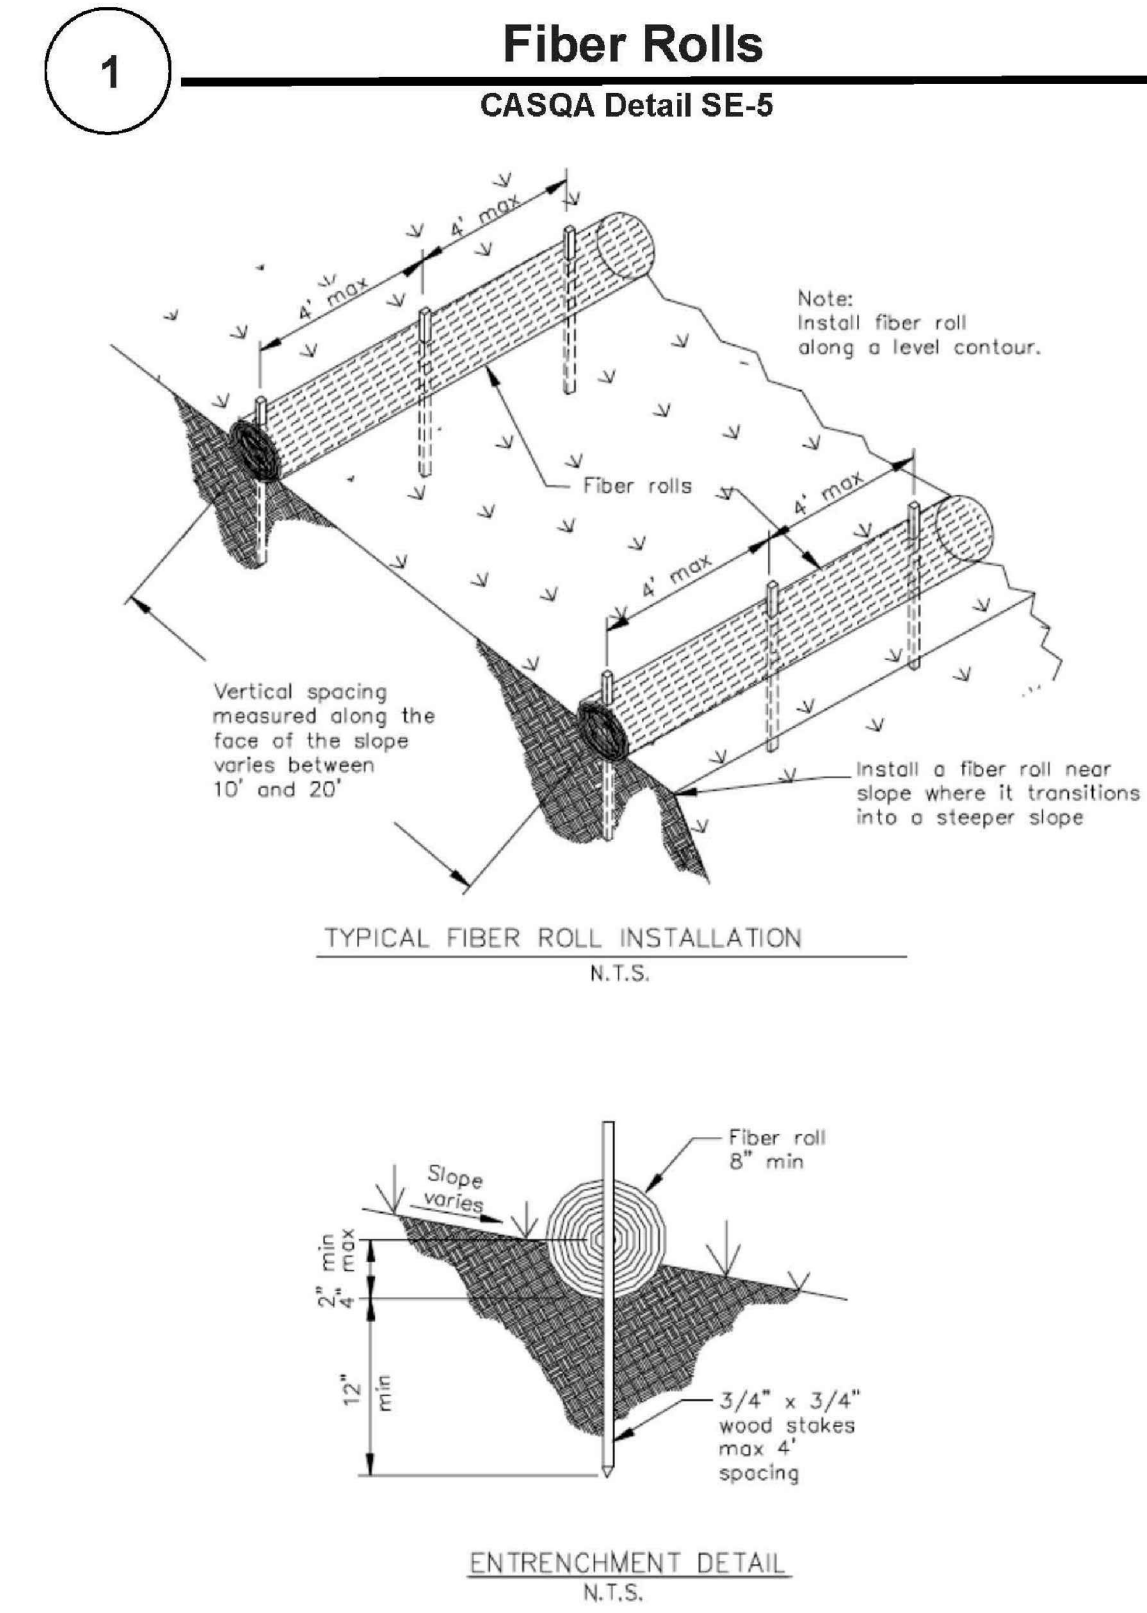 1
Fiber Rolls
CASQA Detail SE-5
4' max
4' max
Note:
Install fiber roll
along a level contour.
Fiber rolls
4' max
4' max
Vertical spacing
measured along the
face of the slope
varies between
10' and 20'
Install a fiber roll near
slope where it transitions
into a steeper slope
TYPICAL FIBER ROLL INSTALLATION
N.T.S.
Fiber roll
8" min
Slope
varies
2" min
4" max
12"
min
3/4" x 3/4"
wood stakes
max 4'
spacing
ENTRENCHMENT DETAIL
N.T.S.